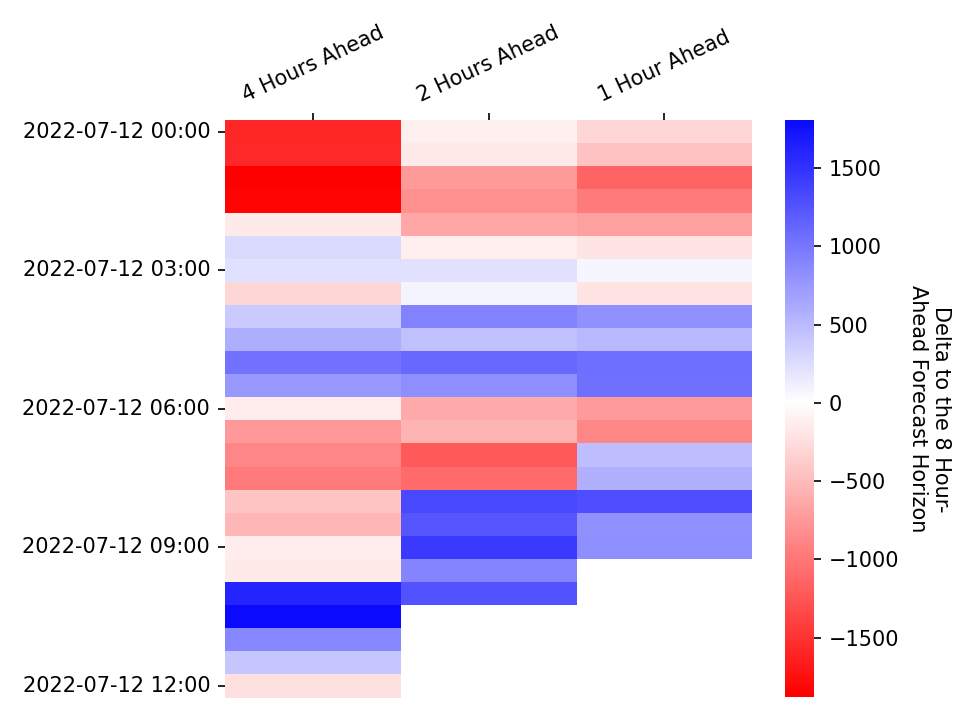 4 Hours Ahead
2 Hours Ahead
1 Hour Ahead
2022-07-12 00:00
2022-07-12 03:00
2022-07-12 06:00
2022-07-12 09:00
2022-07-12 12:00
1500
1000
500
0
−500
−1000
−1500
Delta to the 8 Hour-
Ahead Forecast Horizon